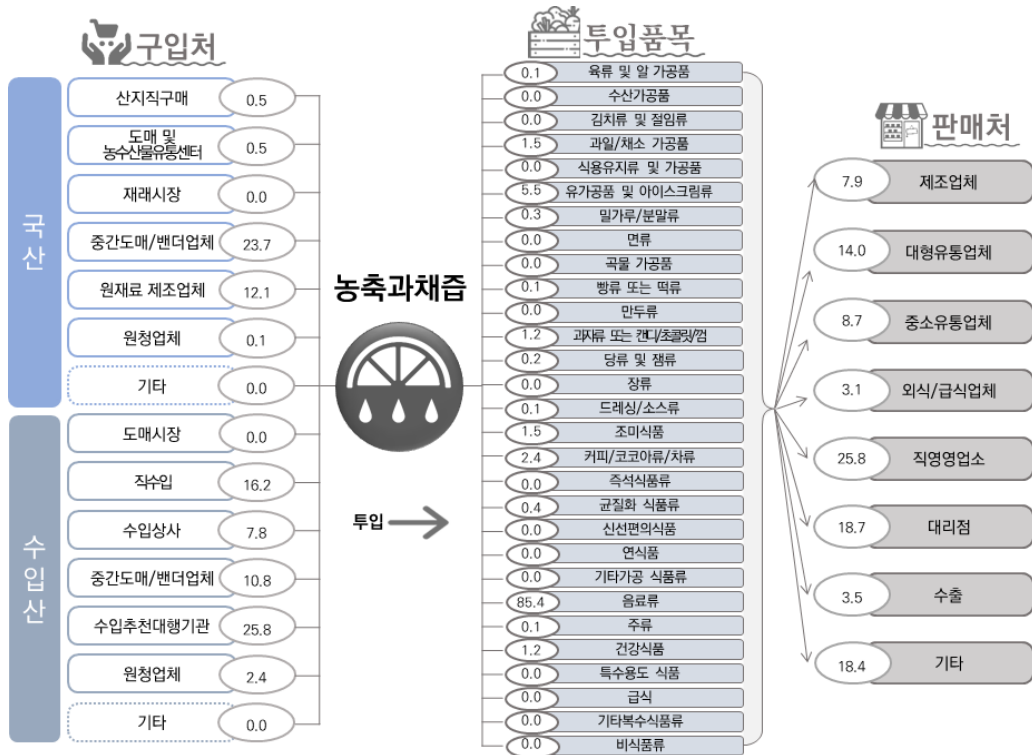 구입처
국산
산지직구매 0.5
도매 및
농수산물유통센터 0.5
재래시장 0.0
중간도매/밴더업체 23.7
원재료 제조업체 12.1
원청업체 0.1
기타 0.0
수입산
도매시장 0.0
직수입 16.2
수입상사 7.8
중간도매/밴더업체 10.8
수입추천대행기관 25.8
원청업체 2.4
기타 0.0
농축과채즙
투입
투입품목
0.1 육류 및 알 가공품
0.0 수산가공품
0.0 김치류 및 절임류
1.5 과일/채소 가공품
0.0 식용유지류 및 가공품
5.5 유가공품 및 아이스크림류
0.3 밀가루/분말류
0.0 면류
0.0 곡물 가공품
0.1 빵류 또는 떡류
0.0 만두류
1.2 과자류 또는 캔디/초콜릿/껌
0.2 당류 및 잼류
0.0 장류
0.1 드레싱/소스류
1.5 조미식품
2.4 커피/코코아류/차류
0.0 즉석식품류
0.4 균질화 식품류
0.0 신선편의식품
0.0 연식품
0.0 기타가공 식품류
85.4 음료류
0.1 주류
1.2 건강식품
0.0 특수용도 식품
0.0 급식
0.0 기타복수식품류
0.0 비식품류
판매처
7.9 제조업체
14.0 대형유통업체
8.7 중소유통업체
3.1 외식/급식업체
25.8 직영영업소
18.7 대리점
3.5 수출
18.4 기타